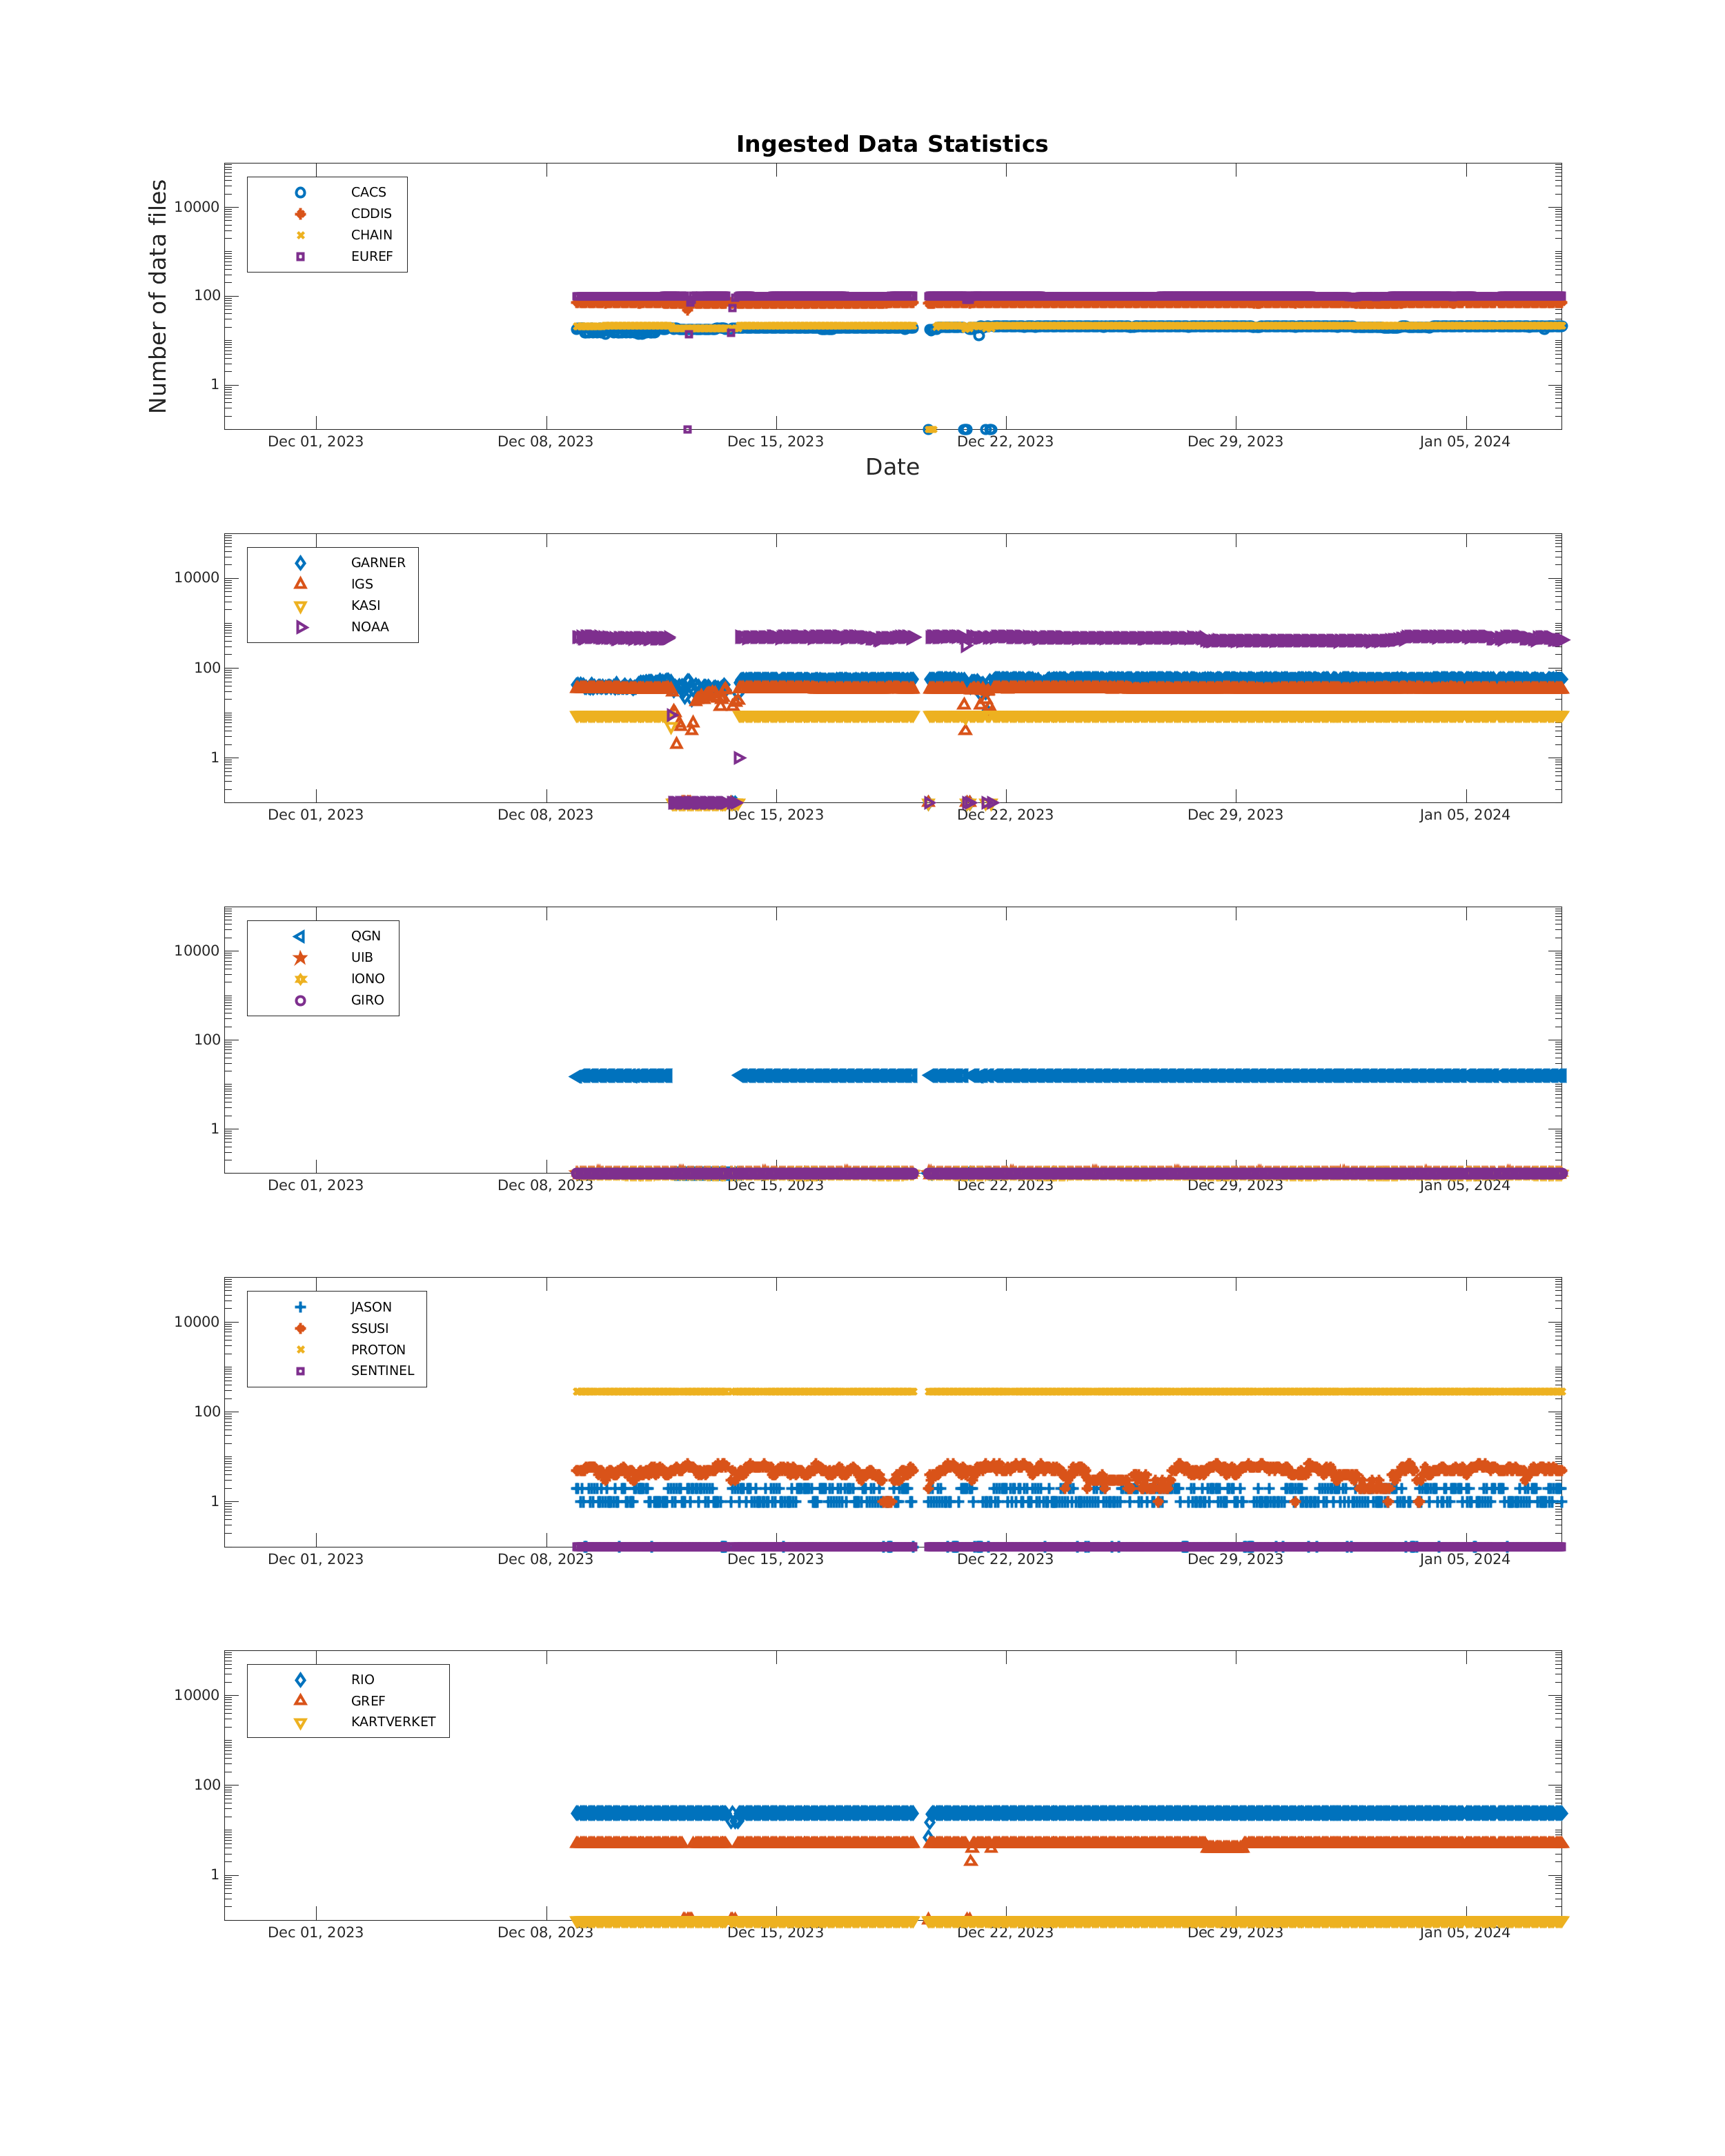 Ingested Data Statistics
Number of data files
10000
100
1
CACS
CDDIS
CHAIN
EUREF
Dec 01, 2023 Dec 08, 2023 Dec 15, 2023 Dec 22, 2023 Dec 29, 2023 Jan 05, 2024
Date
10000
100
1
GARNER
IGS
KASI
NOAA
Dec 01, 2023 Dec 08, 2023 Dec 15, 2023 Dec 22, 2023 Dec 29, 2023 Jan 05, 2024
10000
100
1
QGN
UIB
IONO
GIRO
Dec 01, 2023 Dec 08, 2023 Dec 15, 2023 Dec 22, 2023 Dec 29, 2023 Jan 05, 2024
10000
100
1
JASON
SSUSI
PROTON
SENTINEL
Dec 01, 2023 Dec 08, 2023 Dec 15, 2023 Dec 22, 2023 Dec 29, 2023 Jan 05, 2024
10000
100
1
RIO
GREF
KARTVERKET
Dec 01, 2023 Dec 08, 2023 Dec 15, 2023 Dec 22, 2023 Dec 29, 2023 Jan 05, 2024